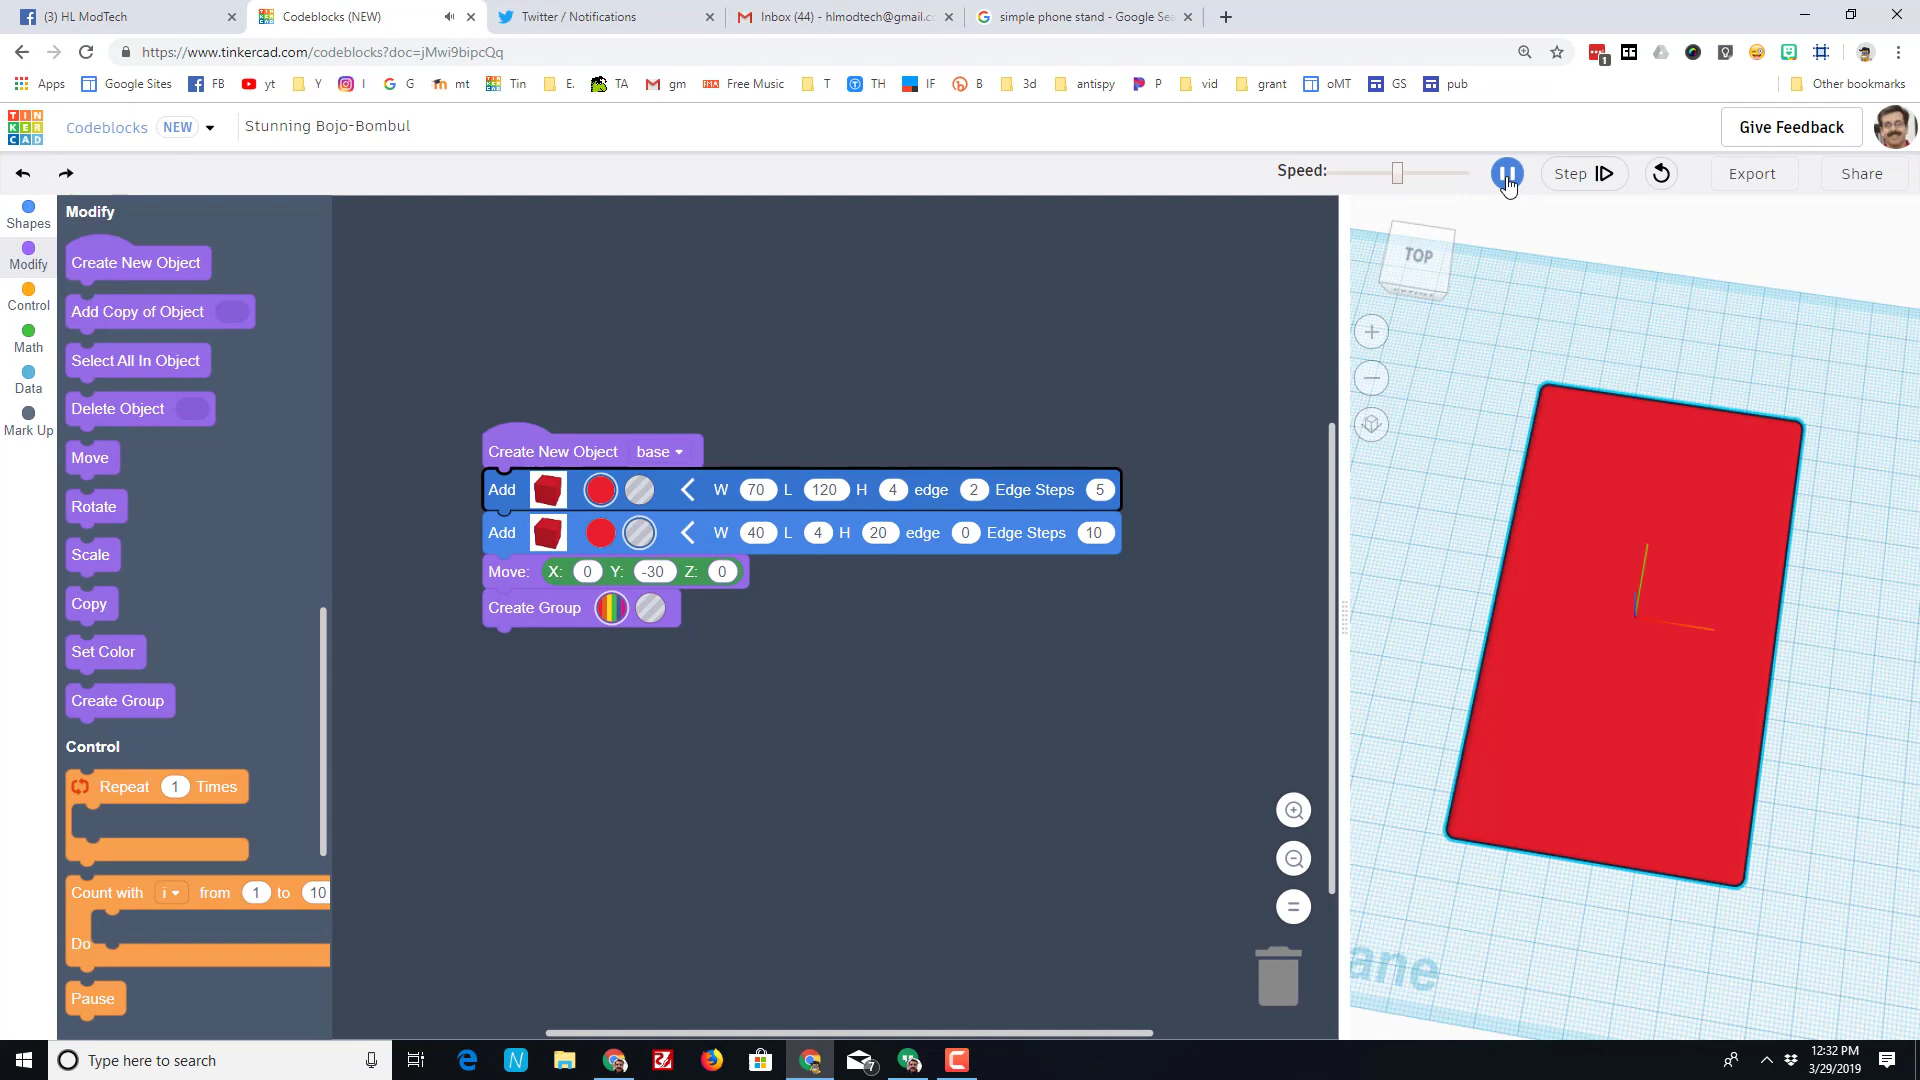 (3) HL ModTech
Codeblocks (NEW)
Twitter / Notifications
Inbox (44) - hlmodtech@gmail.c
simple phone stand - Google Se
https://www.tinkercad.com/codeblocks?doc=jMwi9bipcQq
1
Apps
Google Sites
FB
yt
Y
I
G
mt
Tin
E.
TA
gm
Free Music
T
TH
IF
B
3d
antispy
P
vid
grant
oMT
GS
pub
Other bookmarks
TIN
KER
CAD
Codeblocks
NEW
Stunning Bojo-Bombul
Give Feedback
Speed:
Step
Export
Share
Shapes
Modify
Control
Math
Data
Mark Up
Modify
Create New Object
Add Copy of Object
Select All In Object
Delete Object
Move
Rotate
Scale
Copy
Set Color
Create Group
Control
Repeat 1 Times
Count with i from 1 to 10
Do
Pause
Create New Object base
Add W 70 L 120 H 4 edge 2 Edge Steps 5
Add W 40 L 4 H 20 edge 0 Edge Steps 10
Move: X: 0 Y: -30 Z: 0
Create Group
TOP
ane
Type here to search
7
12:32 PM
3/29/2019